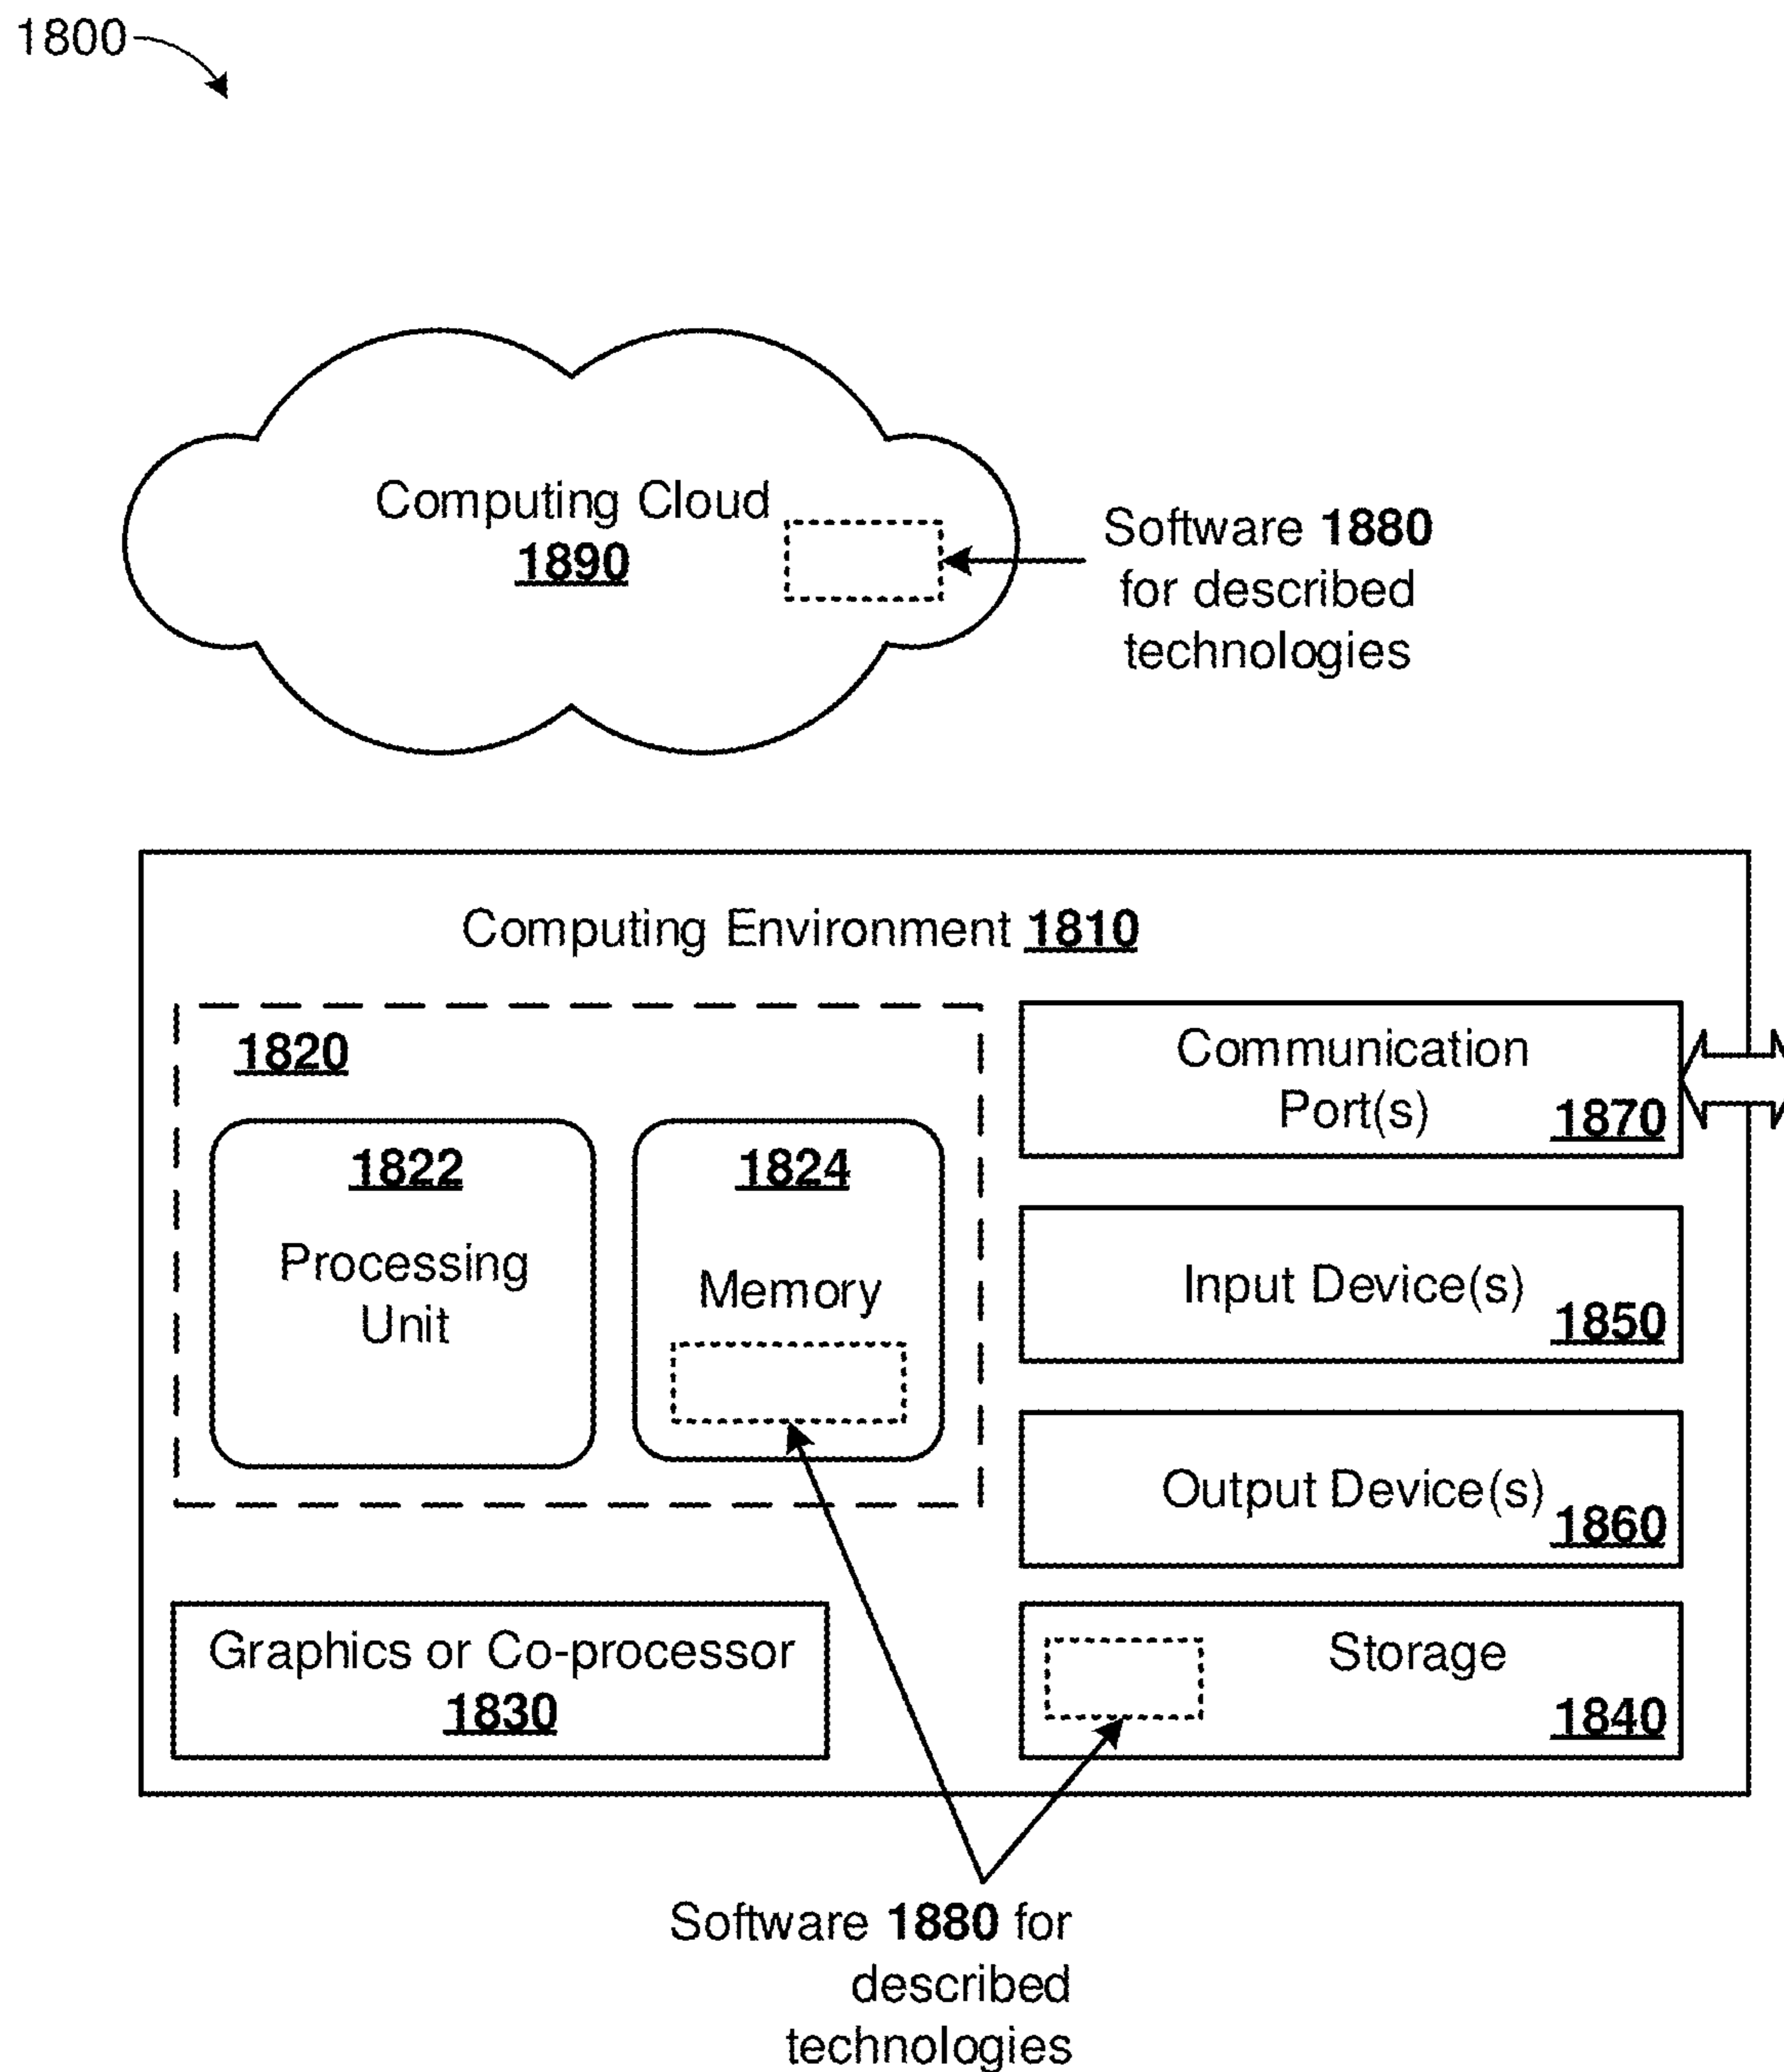 1800
Computing Cloud
1890
Software 1880
for described
technologies
Computing Environment 1810
1820
1822
Processing
Unit
1824
Memory
Communication
Port(s)
1870
Input Device(s)
1850
Output Device(s)
1860
Graphics or Co-processor
1830
Storage
1840
Software 1880 for
described
technologies